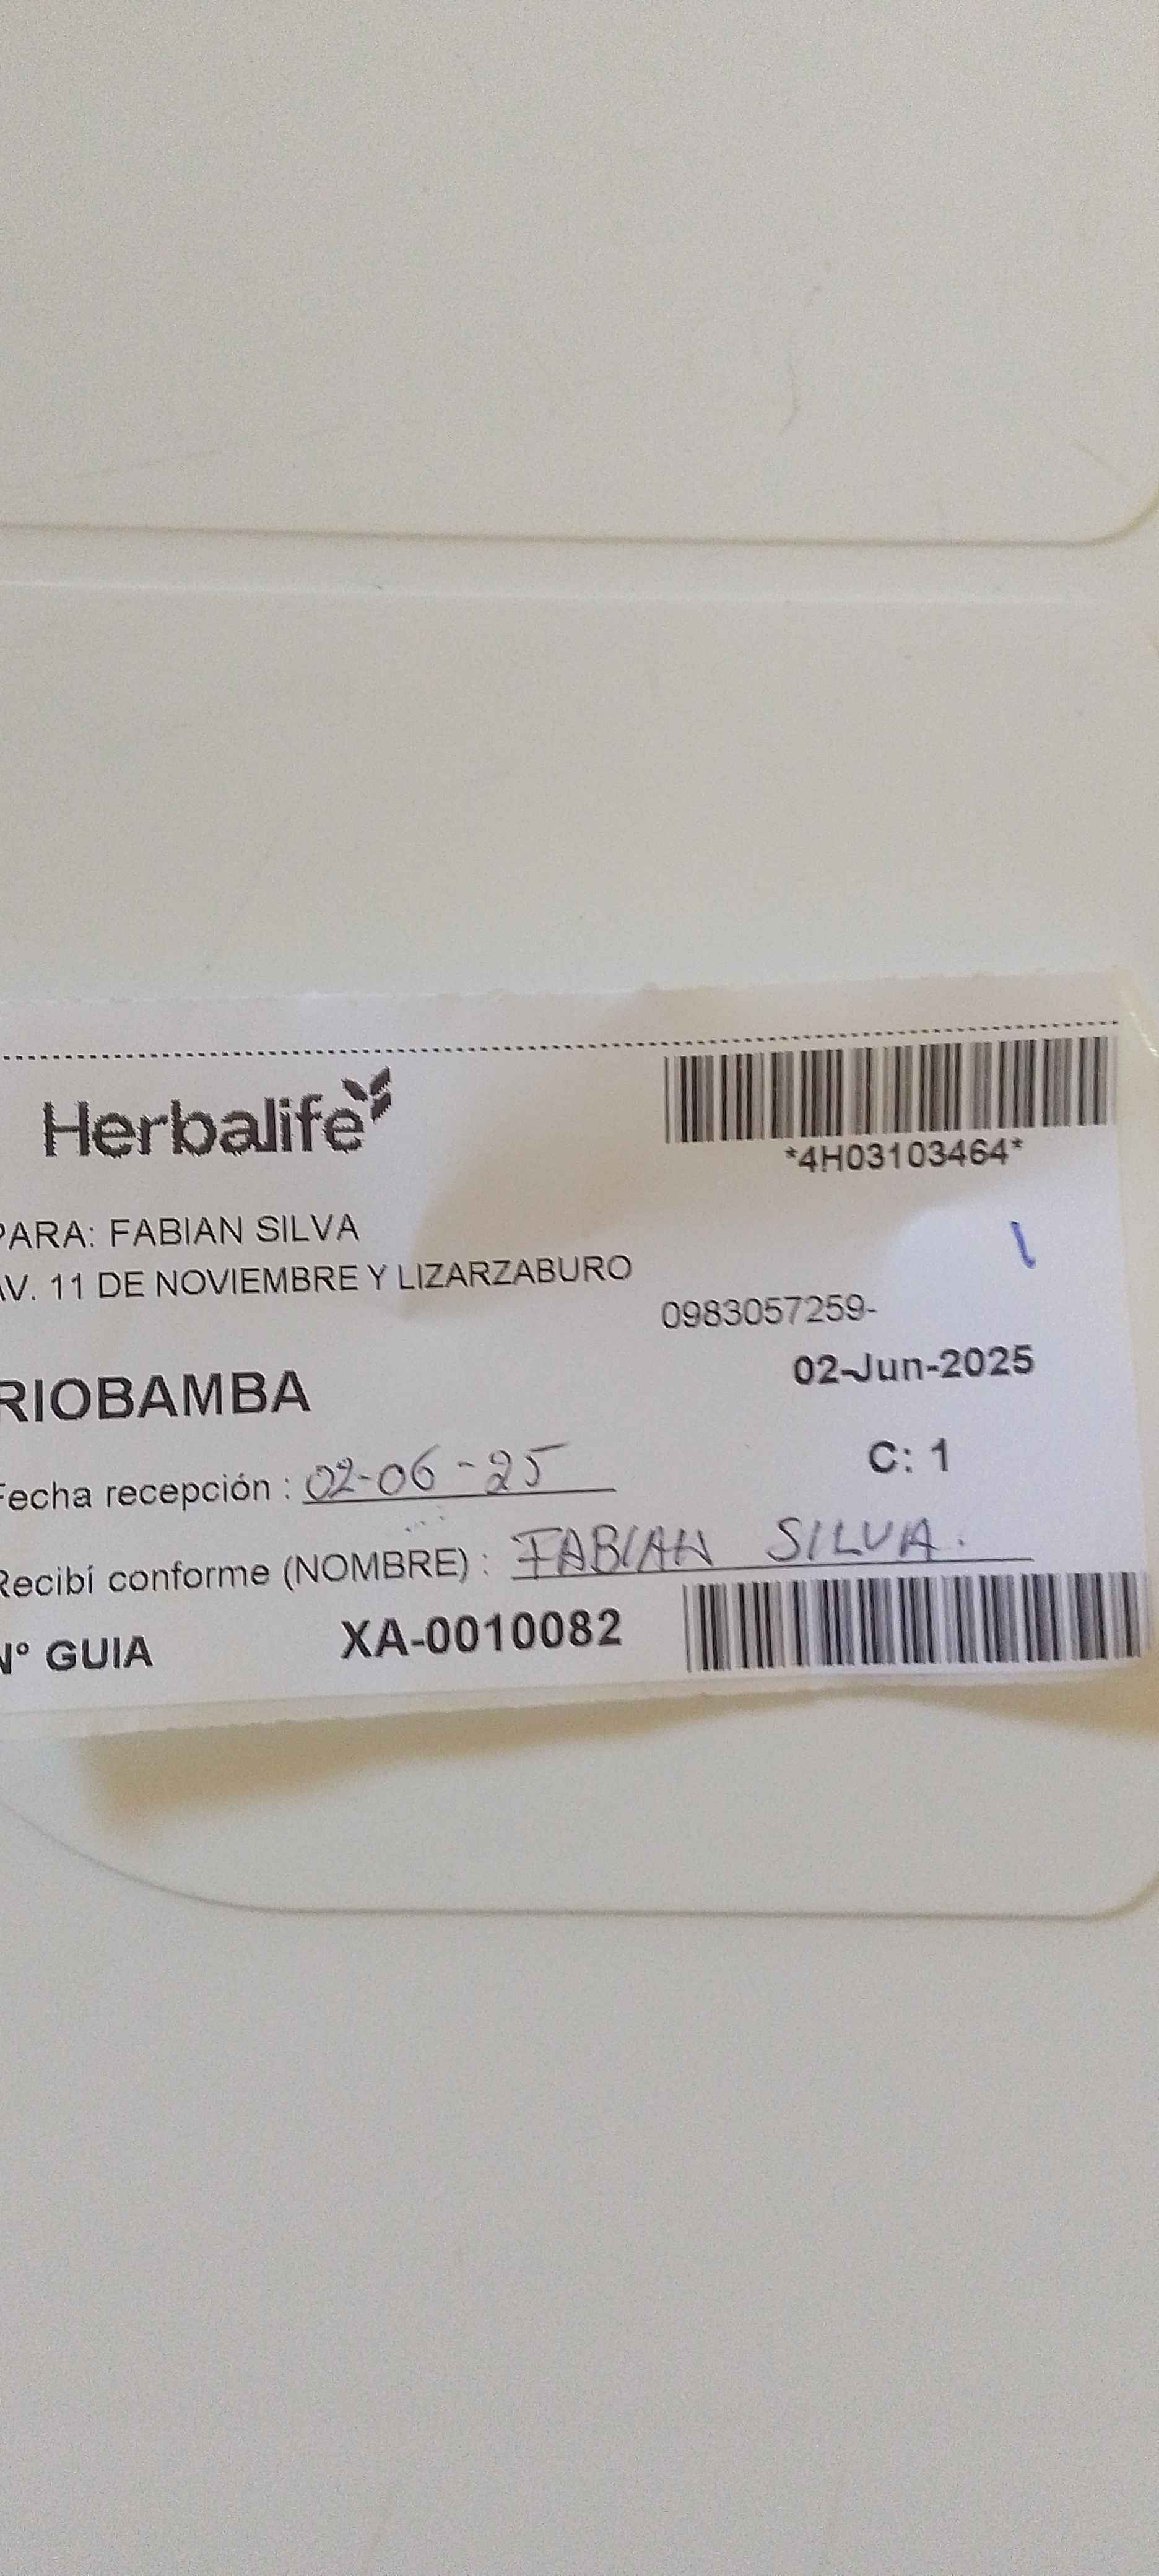 Herbalife
*4H03103464*
PARA: FABIAN SILVA
AV. 11 DE NOVIEMBRE Y LIZARZABURO
0983057259-
RIOBAMBA
02-Jun-2025
C: 1
Fecha recepción : 02-06-25
Recibí conforme (NOMBRE) : FABIAN SILVA.
Nº GUIA XA-0010082